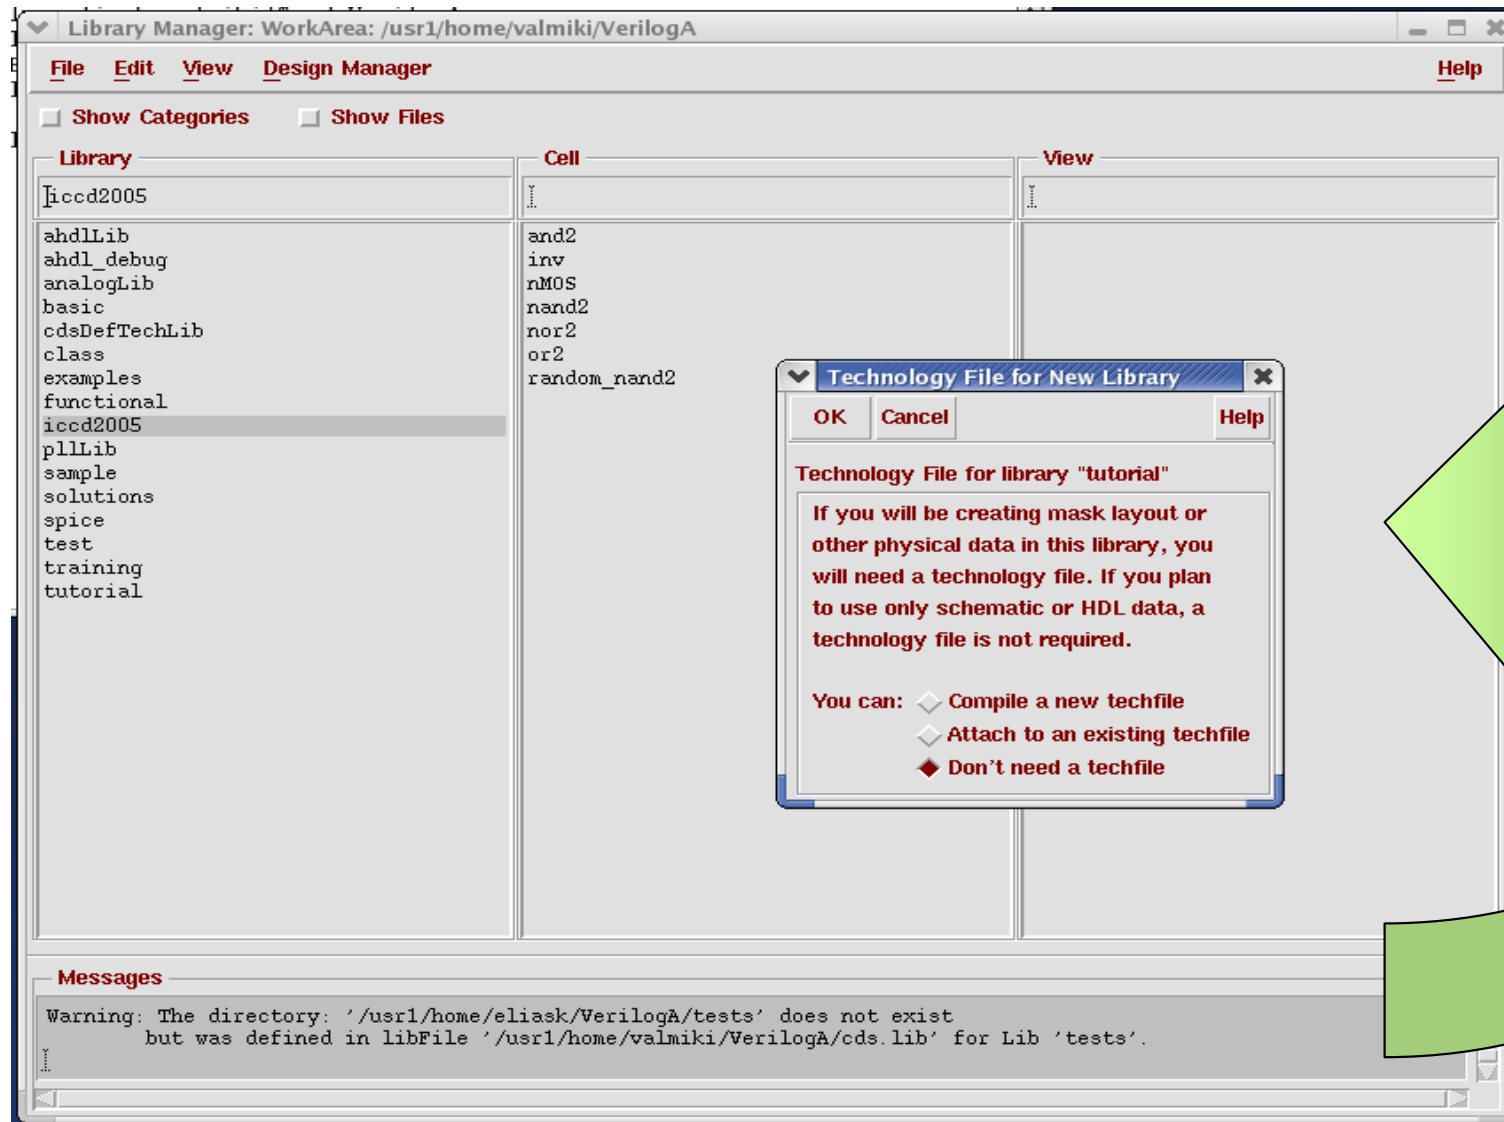 Library Manager: WorkArea: /usr1/home/valmiki/VerilogA
File Edit View Design Manager Help
Show Categories Show Files
Library Cell View
iccd2005
ahdlLib
ahdl_debug
analogLib
basic
cdsDefTechLib
class
examples
functional
iccd2005
pllLib
sample
solutions
spice
test
training
tutorial
and2
inv
nMOS
nand2
nor2
or2
random_nand2
Technology File for New Library
OK Cancel Help
Technology File for library "tutorial"
If you will be creating mask layout or
other physical data in this library, you
will need a technology file. If you plan
to use only schematic or HDL data, a
technology file is not required.
You can: Compile a new techfile
Attach to an existing techfile
Don't need a techfile
Messages
Warning: The directory: '/usr1/home/eliask/VerilogA/tests' does not exist
but was defined in libFile '/usr1/home/valmiki/VerilogA/cds.lib' for Lib 'tests'.